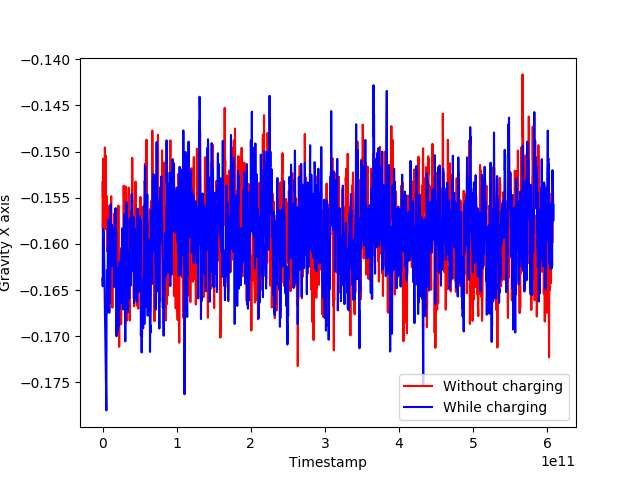 −0.140
−0.145
−0.150
−0.155
−0.160
−0.165
−0.170
−0.175
Gravity X axis
Without charging
While charging
0 1 2 3 4 5 6
1e11
Timestamp